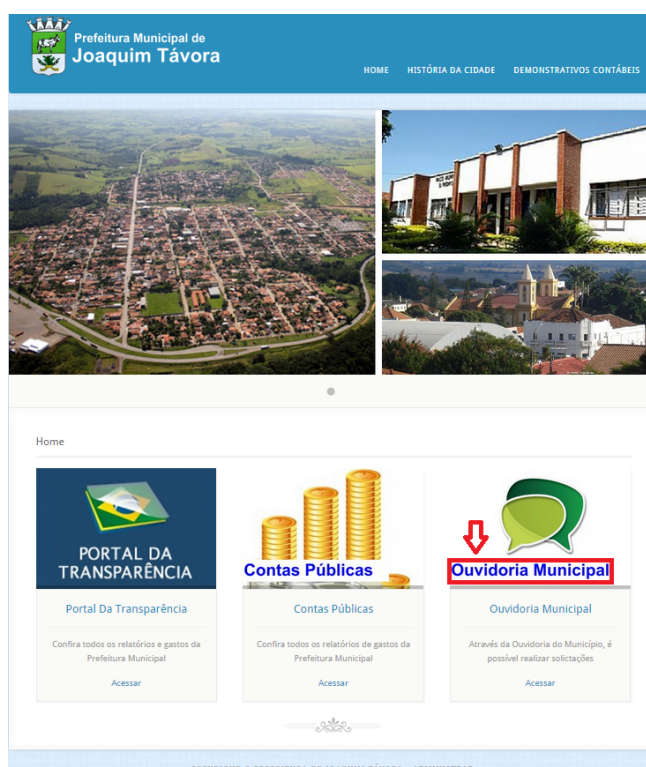 Prefeitura Municipal de
Joaquim Távora
HOME HISTÓRIA DA CIDADE DEMONSTRATIVOS CONTÁBEIS
Home
PORTAL DA
TRANSPARÊNCIA
Contas Públicas
Ouvidoria Municipal
Portal Da Transparência
Contas Públicas
Ouvidoria Municipal
Confira todos os relatórios e gastos da
Prefeitura Municipal
Confira todos os relatórios de gastos da
Prefeitura Municipal
Através da Ouvidoria do Município, é
possível realizar solictações
Acessar
Acessar
Acessar